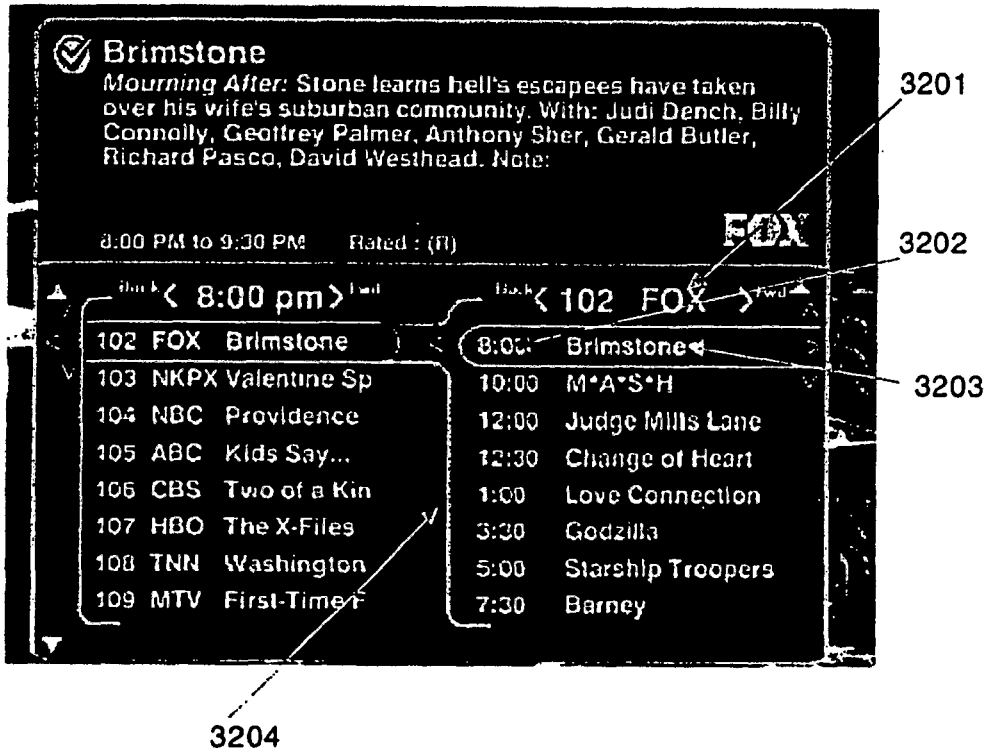 Brimstone
Mourning After: Stone learns hell's escapees have taken
over his wife's suburban community. With: Judi Dench, Billy
Connolly, Geoffrey Palmer, Anthony Sher, Gerald Butler,
Richard Pasco, David Westhead. Note:
8:00 PM to 9:30 PM Rated : (R)
FOX
Back < 8:00 pm > Fwd
102 FOX Brimstone
103 NKPX Valentine Sp
104 NBC Providence
105 ABC Kids Say...
106 CBS Two of a Kin
107 HBO The X-Files
108 TNN Washington
109 MTV First-Time F
Back < 102 FOX > Fwd
8:00 Brimstone
10:00 M*A*S*H
12:00 Judge Mills Lane
12:30 Change of Heart
1:00 Love Connection
3:30 Godzilla
5:00 Starship Troopers
7:30 Barney
3201
3202
3203
3204